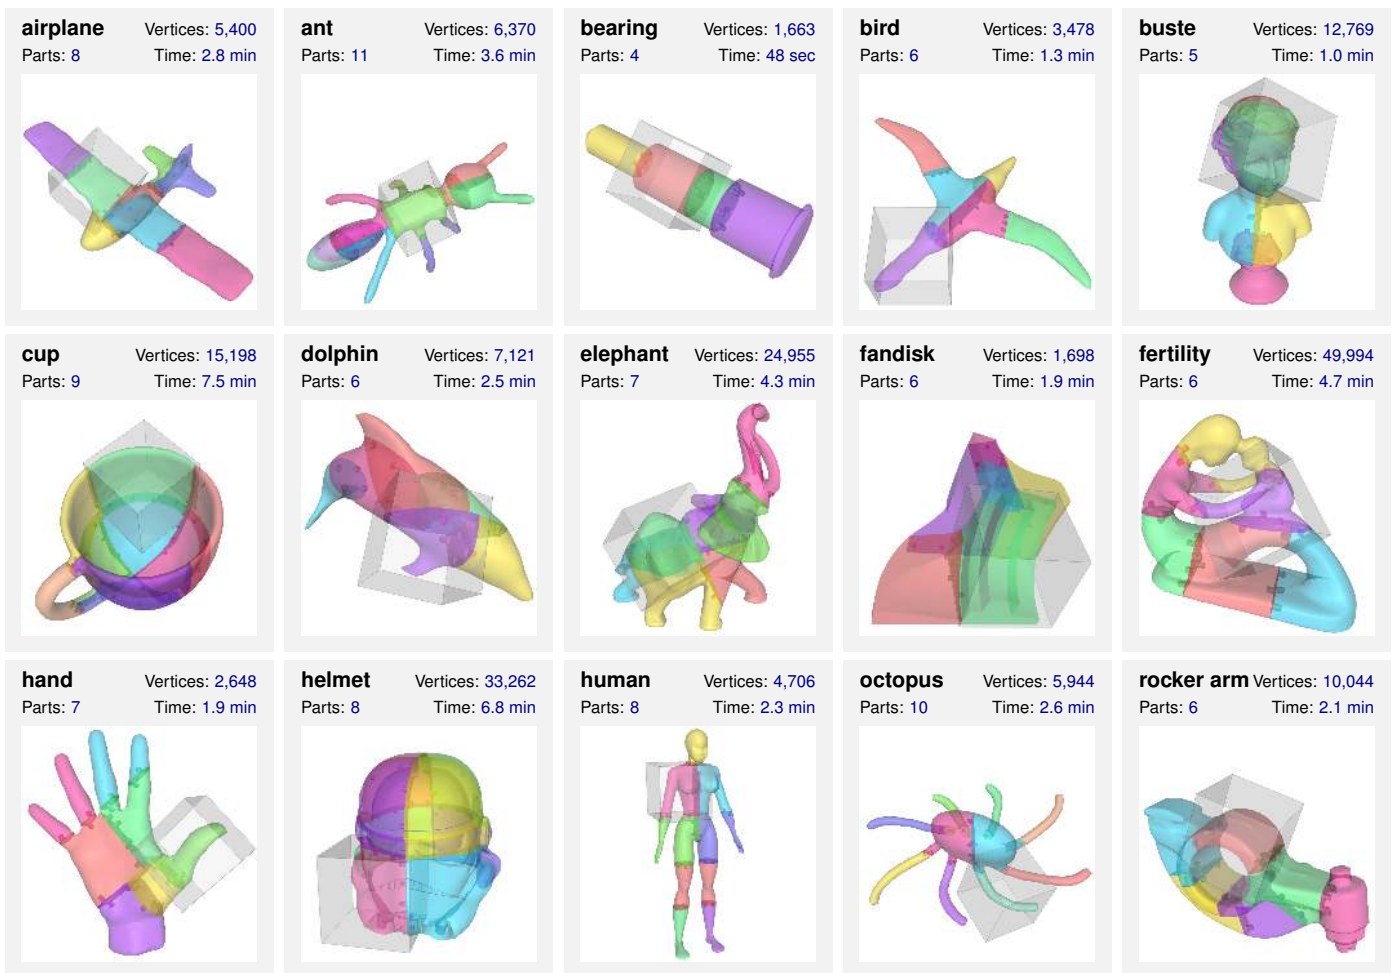 airplane Vertices: 5,400
Parts: 8 Time: 2.8 min
ant Vertices: 6,370
Parts: 11 Time: 3.6 min
bearing Vertices: 1,663
Parts: 4 Time: 48 sec
bird Vertices: 3,478
Parts: 6 Time: 1.3 min
buste Vertices: 12,769
Parts: 5 Time: 1.0 min
cup Vertices: 15,198
Parts: 9 Time: 7.5 min
dolphin Vertices: 7,121
Parts: 6 Time: 2.5 min
elephant Vertices: 24,955
Parts: 7 Time: 4.3 min
fandisk Vertices: 1,698
Parts: 6 Time: 1.9 min
fertility Vertices: 49,994
Parts: 6 Time: 4.7 min
hand Vertices: 2,648
Parts: 7 Time: 1.9 min
helmet Vertices: 33,262
Parts: 8 Time: 6.8 min
human Vertices: 4,706
Parts: 8 Time: 2.3 min
octopus Vertices: 5,944
Parts: 10 Time: 2.6 min
rocker arm Vertices: 10,044
Parts: 6 Time: 2.1 min